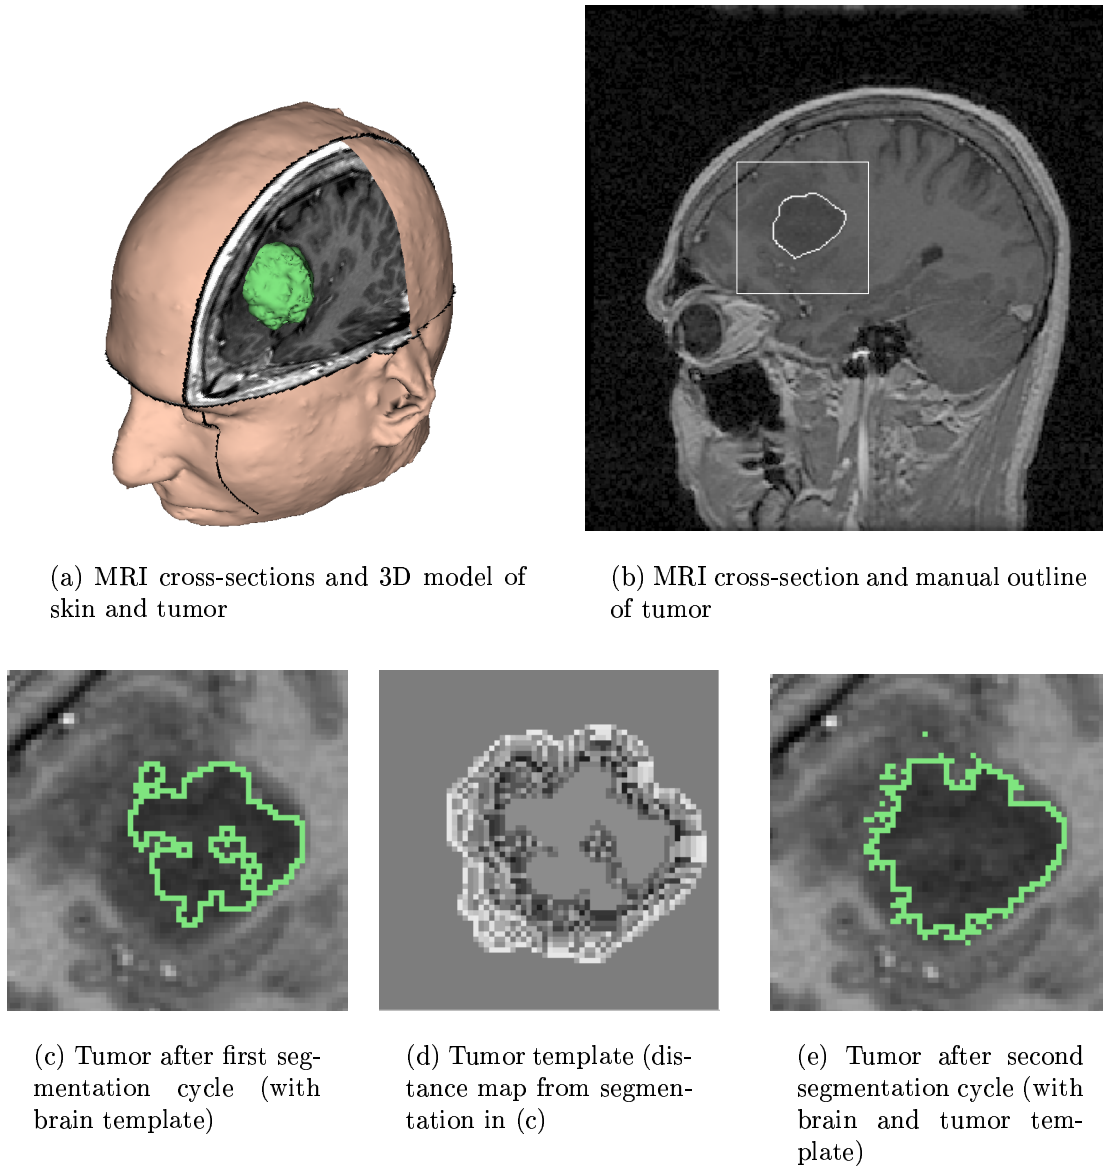 (a) MRI cross-sections and 3D model of
skin and tumor
(b) MRI cross-section and manual outline
of tumor
(c) Tumor after first seg-
mentation cycle (with
brain template)
(d) Tumor template (dis-
tance map from segmen-
tation in (c)
(e) Tumor after second
segmentation cycle (with
brain and tumor tem-
plate)